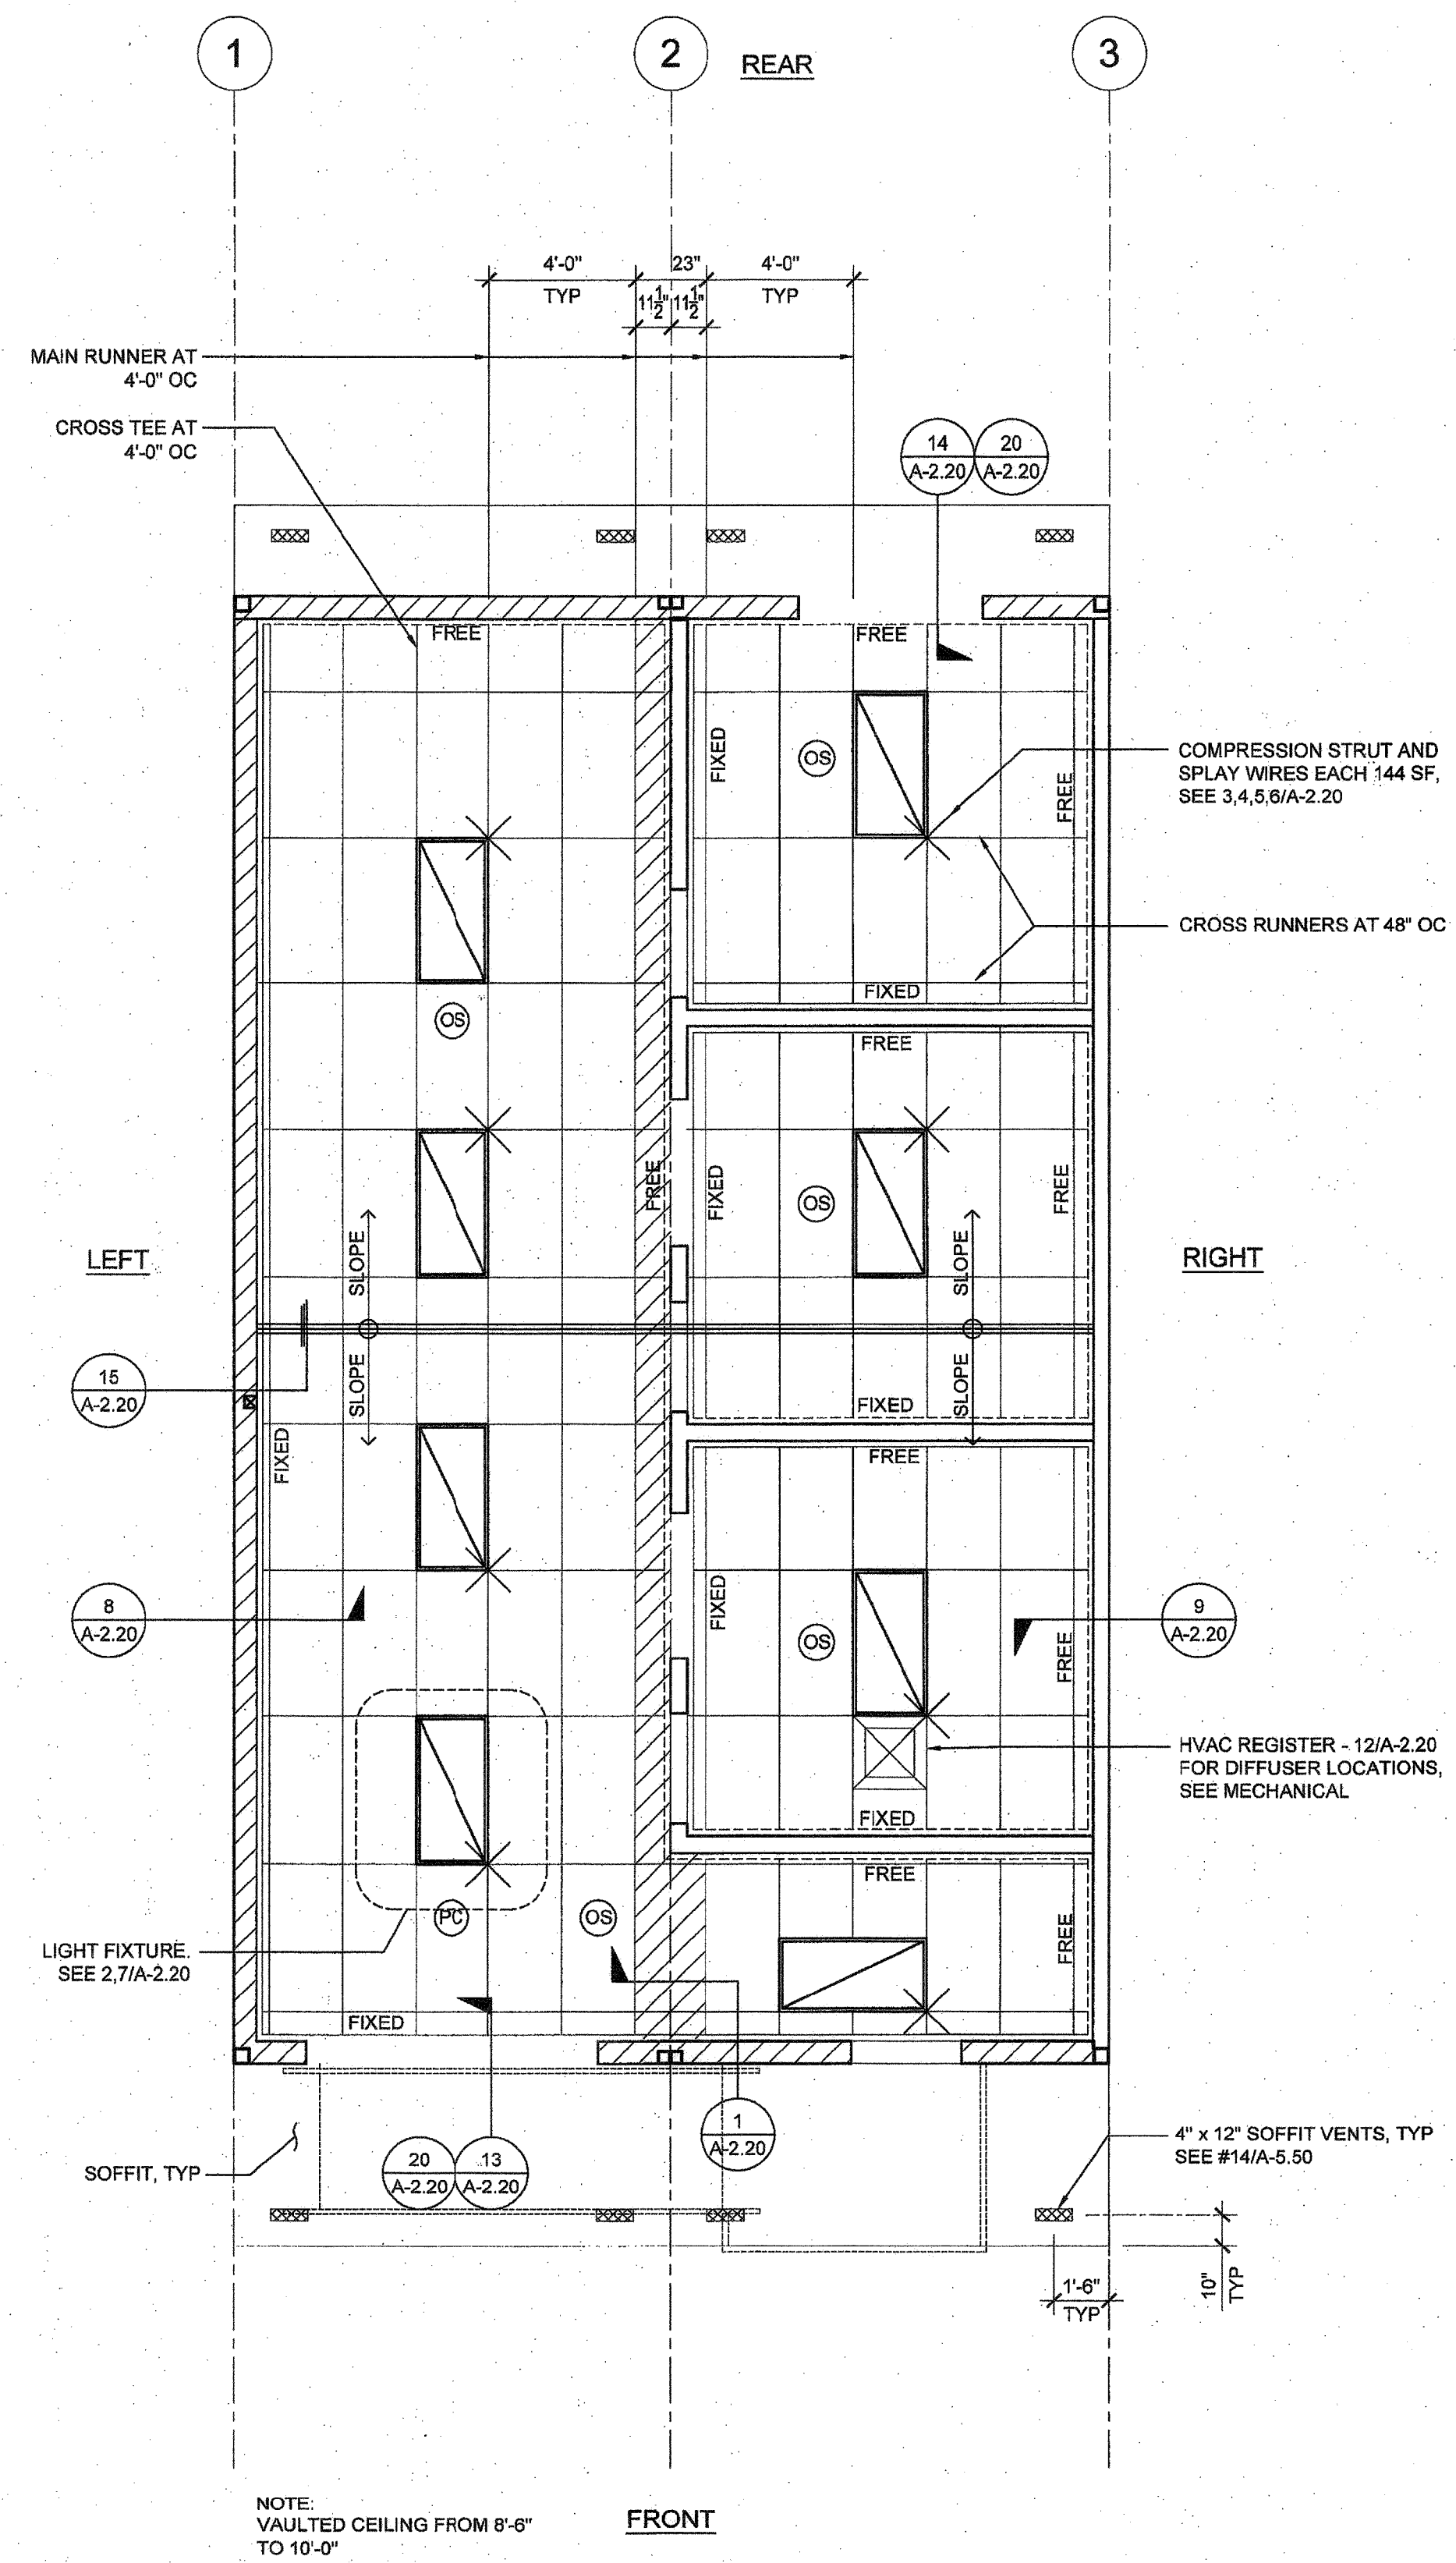 1
2
REAR
3
4'-0"
TYP
23"
4'-0"
TYP
11 1/2"
11 1/2"
MAIN RUNNER AT
4'-0" OC
CROSS TEE AT
4'-0" OC
14
A-2.20
20
A-2.20
FREE
FREE
FIXED
OS
FREE
COMPRESSION STRUT AND
SPLAY WIRES EACH 144 SF,
SEE 3,4,5,6/A-2.20
CROSS RUNNERS AT 48" OC
FIXED
OS
FREE
FREE
FIXED
OS
FREE
LEFT
SLOPE
SLOPE
RIGHT
15
A-2.20
SLOPE
SLOPE
FIXED
FIXED
FREE
8
A-2.20
FIXED
OS
FREE
9
A-2.20
HVAC REGISTER - 12/A-2.20
FOR DIFFUSER LOCATIONS,
SEE MECHANICAL
FIXED
FREE
PC
OS
FREE
LIGHT FIXTURE.
SEE 2,7/A-2.20
FIXED
1
A-2.20
4" x 12" SOFFIT VENTS, TYP
SEE #14/A-5.50
SOFFIT, TYP
20
A-2.20
13
A-2.20
1'-6"
TYP
10"
TYP
NOTE:
VAULTED CEILING FROM 8'-6"
TO 10'-0"
FRONT